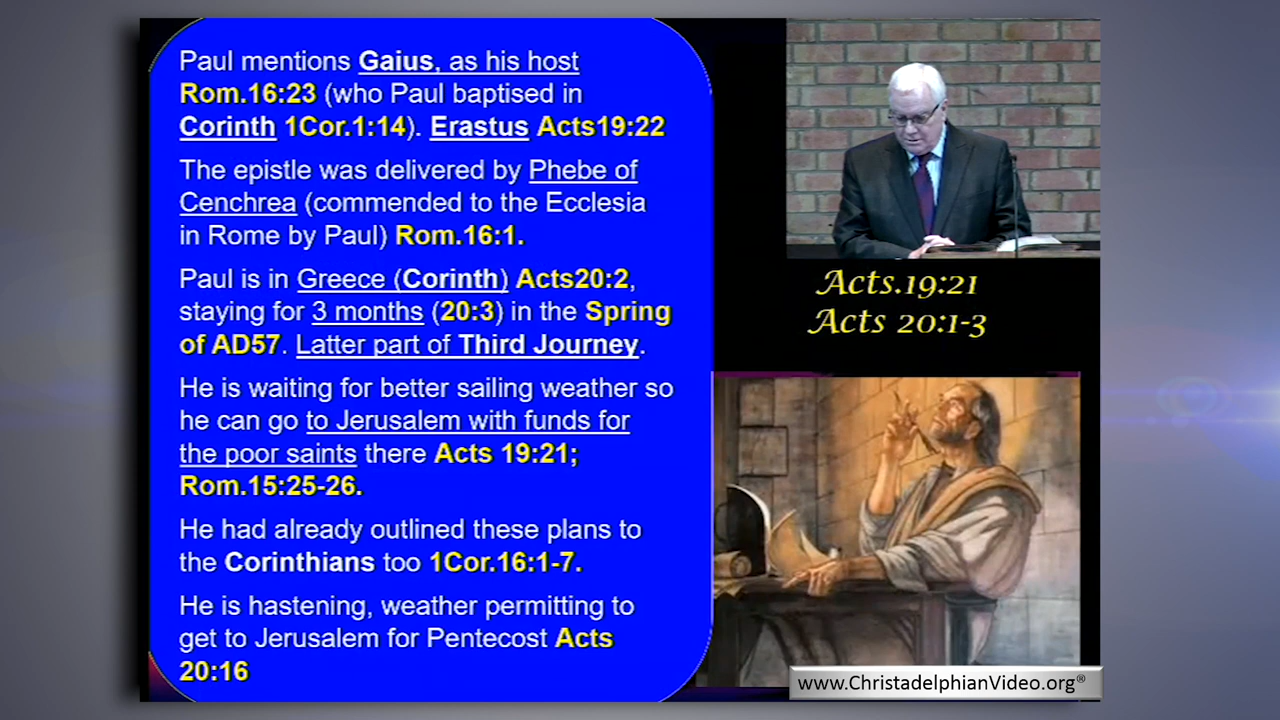 Paul mentions Gaius, as his host
Rom.16:23 (who Paul baptised in
Corinth 1Cor.1:14). Erastus Acts19:22
The epistle was delivered by Phebe of
Cenchrea (commended to the Ecclesia
in Rome by Paul) Rom.16:1.
Paul is in Greece (Corinth) Acts20:2,
staying for 3 months (20:3) in the Spring
of AD57. Latter part of Third Journey.
He is waiting for better sailing weather so
he can go to Jerusalem with funds for
the poor saints there Acts 19:21;
Rom.15:25-26.
He had already outlined these plans to
the Corinthians too 1Cor.16:1-7.
He is hastening, weather permitting to
get to Jerusalem for Pentecost Acts
20:16
Acts.19:21
Acts 20:1-3
www.ChristadelphianVideo.org®